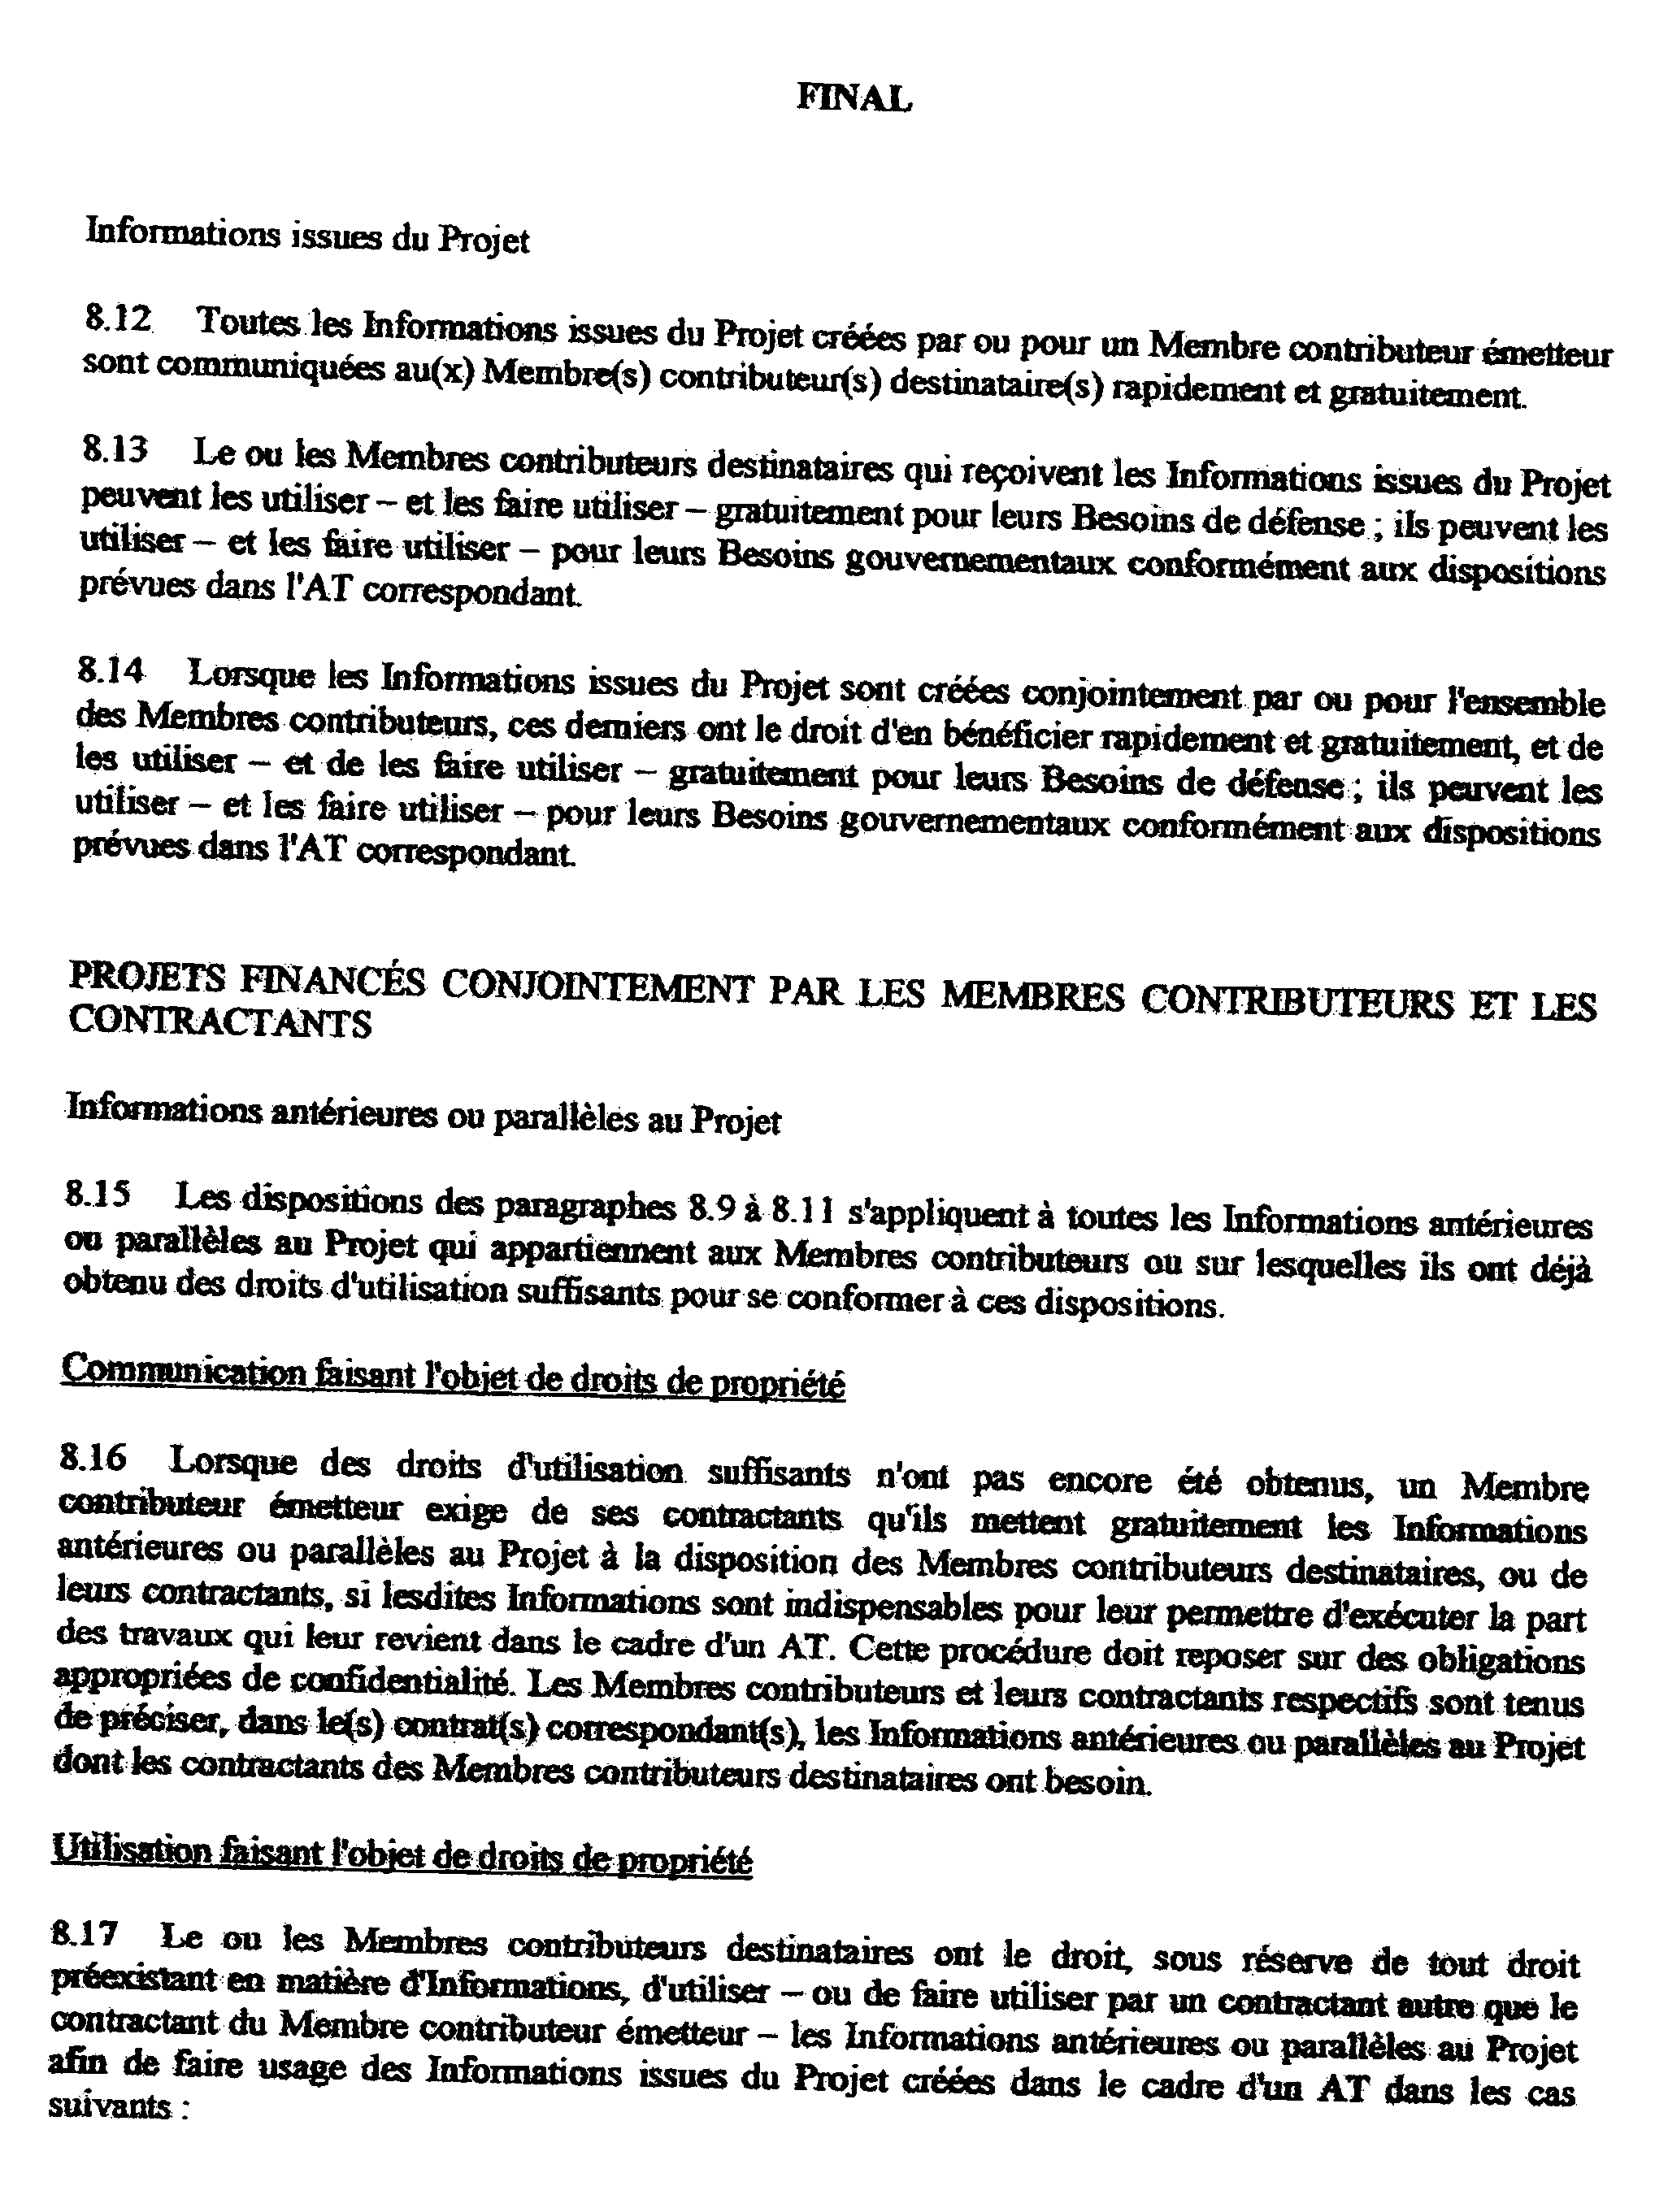 FINAL
Informations issues du Projet
8.12 Toutes les Informations issues du Projet créées par ou pour un Membre contributeur émetteur
sont communiquées au(x) Membre(s) contributeur(s) destinataire(s) rapidement et gratuitement.
8.13 Le ou les Membres contributeurs destinataires qui reçoivent les Informations issues du Projet
peuvent les utiliser – et les faire utiliser – gratuitement pour leurs Besoins de défense ; ils peuvent les
utiliser – et les faire utiliser – pour leurs Besoins gouvernementaux conformément aux dispositions
prévues dans l'AT correspondant.
8.14 Lorsque les Informations issues du Projet sont créées conjointement par ou pour l'ensemble
des Membres contributeurs, ces derniers ont le droit d'en bénéficier rapidement et gratuitement, et de
les utiliser – et de les faire utiliser – gratuitement pour leurs Besoins de défense ; ils peuvent les
utiliser – et les faire utiliser – pour leurs Besoins gouvernementaux conformément aux dispositions
prévues dans l'AT correspondant.
PROJETS FINANCÉS CONJOINTEMENT PAR LES MEMBRES CONTRIBUTEURS ET LES
CONTRACTANTS
Informations antérieures ou parallèles au Projet
8.15 Les dispositions des paragraphes 8.9 à 8.11 s'appliquent à toutes les Informations antérieures
ou parallèles au Projet qui appartiennent aux Membres contributeurs ou sur lesquelles ils ont déjà
obtenu des droits d'utilisation suffisants pour se conformer à ces dispositions.
Communication faisant l'objet de droits de propriété
8.16 Lorsque des droits d'utilisation suffisants n'ont pas encore été obtenus, un Membre
contributeur émetteur exige de ses contractants qu'ils mettent gratuitement les Informations
antérieures ou parallèles au Projet à la disposition des Membres contributeurs destinataires, ou de
leurs contractants, si lesdites Informations sont indispensables pour leur permettre d'exécuter la part
des travaux qui leur revient dans le cadre d'un AT. Cette procédure doit reposer sur des obligations
appropriées de confidentialité. Les Membres contributeurs et leurs contractants respectifs sont tenus
de préciser, dans le(s) contrat(s) correspondant(s), les Informations antérieures ou parallèles au Projet
dont les contractants des Membres contributeurs destinataires ont besoin.
Utilisation faisant l'objet de droits de propriété
8.17 Le ou les Membres contributeurs destinataires ont le droit, sous réserve de tout droit
préexistant en matière d'Informations, d'utiliser – ou de faire utiliser par un contractant autre que le
contractant du Membre contributeur émetteur – les Informations antérieures ou parallèles au Projet
afin de faire usage des Informations issues du Projet créées dans le cadre d'un AT dans les cas
suivants :